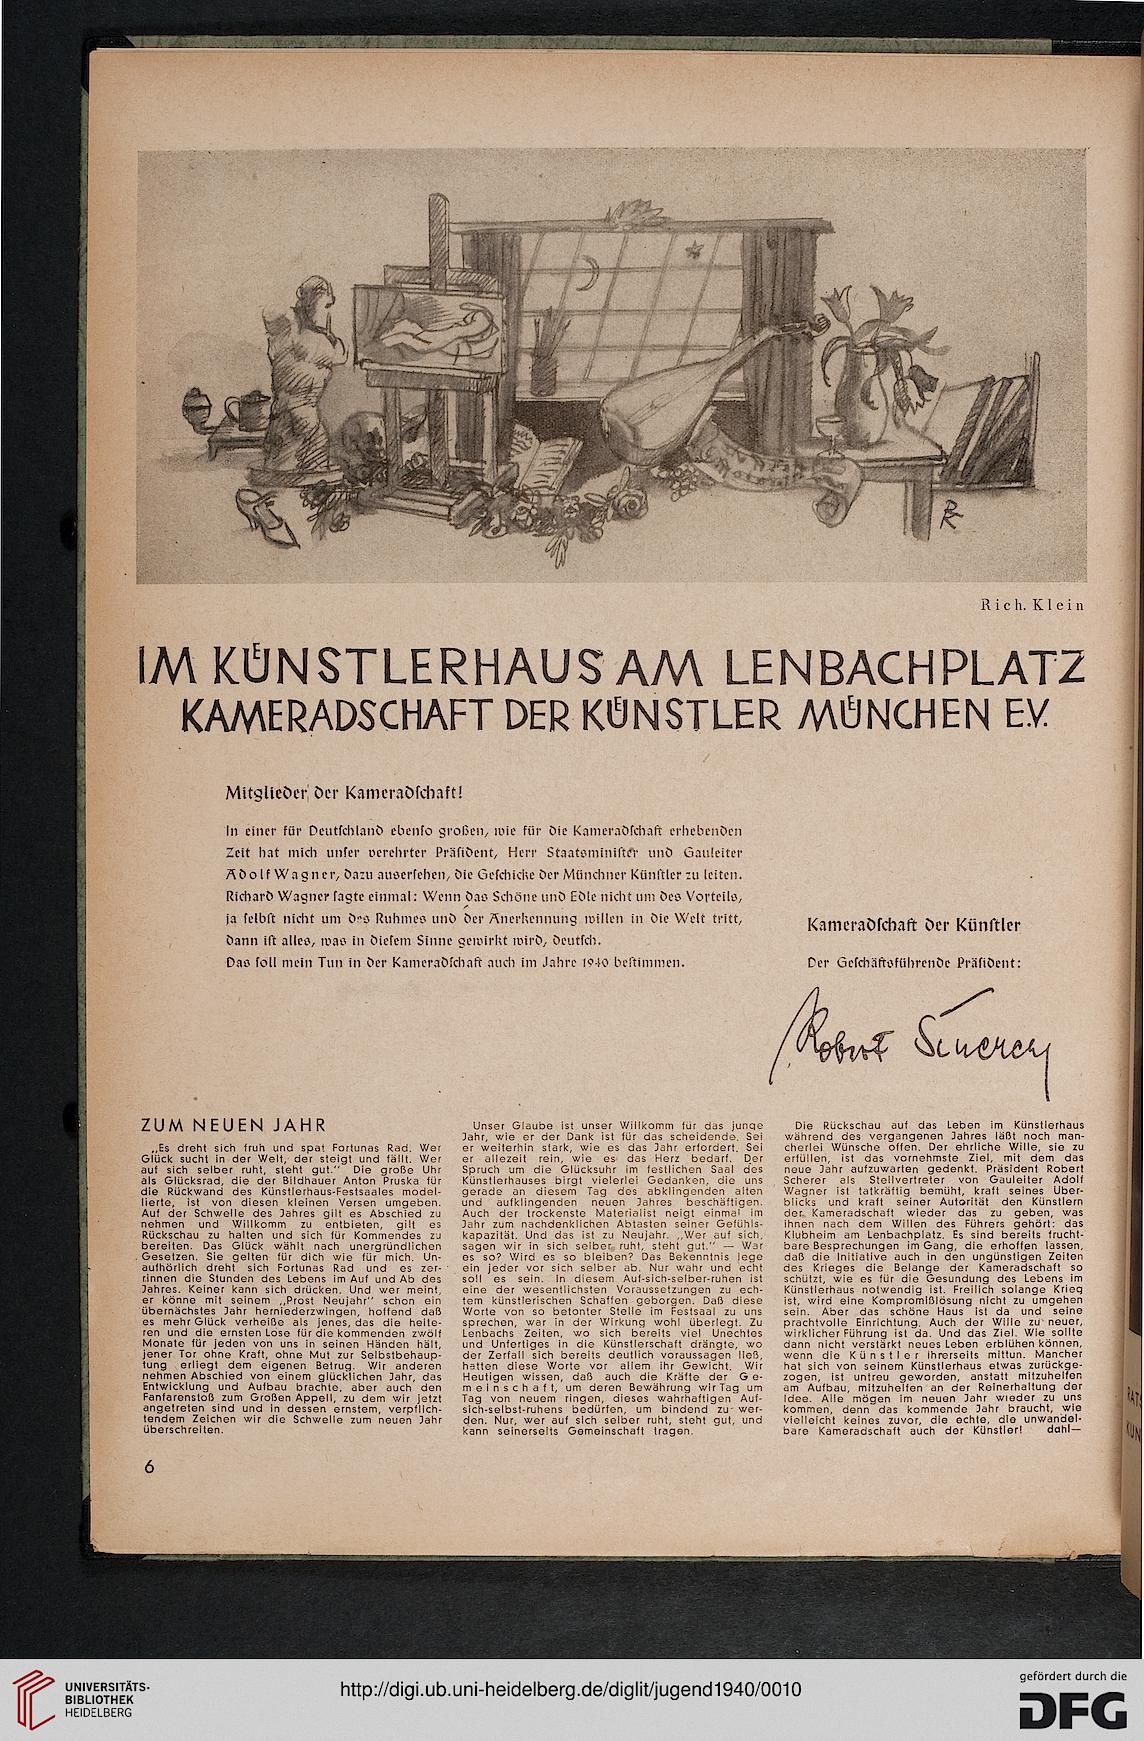 Rich. Klein
IM KÜNSTLERHAUS AM LENBACHPLATZ
KAMERADSCHAFT DER KÜNSTLER MÜNCHEN E.V.
Mitglieder der Kameradschaft!
In einer für Deutschland ebenso großen, wie für die Kameradschaft erhebenden
Zeit hat mich unser verehrter Präsident, Herr Staatsminister und Gauleiter
Adolf Wagner, dazu ausersehen, die Geschicke der Münchner Künstler zu leiten.
Richard Wagner sagte einmal: Wenn das Schöne und Edle nicht um des Vorteils,
ja selbst nicht um des Ruhmes und der Anerkennung willen in die Welt tritt,
dann ist alles, was in diesem Sinne gewirkt wird, deutsch.
Das soll mein Tun in der Kameradschaft auch im Jahre 1940 bestimmen.
Kameradschaft der Künstler
Der Geschäftsführende Präsident:
Robert Scherer
ZUM NEUEN JAHR
„Es dreht sich früh und spät Fortunas Rad. Wer
Glück sucht in der Welt, der steigt und fällt. Wer
auf sich selber ruht, steht gut.“ Die große Uhr
als Glücksrad, die der Bildhauer Anton Pruska für
die Rückwand des Künstlerhaus-Festsaales model-
lierte, ist von diesen kleinen Versen umgeben.
Auf der Schwelle des Jahres gilt es Abschied zu
nehmen und Willkomm zu entbieten, gilt es
Rückschau zu halten und sich für Kommendes zu
bereiten. Das Glück wählt nach unergründlichen
Gesetzen. Sie gelten für dich wie für mich. Un-
aufhörlich dreht sich Fortunas Rad und es zer-
rinnen die Stunden des Lebens im Auf und Ab des
Jahres. Keiner kann sich drücken. Und wer meint,
er könne mit seinem „Prost Neujahr“ schon ein
übernächstes Jahr herniederzwingen, hoffend daß
es mehr Glück verheiße als jenes, das die heite-
ren und die ernsten Lose für die kommenden zwölf
Monate für jeden von uns in seinen Händen hält,
jener Tor ohne Kraft, ohne Mut zur Selbstbehaup-
tung erliegt dem eigenen Betrug. Wir anderen
nehmen Abschied von einem glücklichen Jahr, das
Entwicklung und Aufbau brachte, aber auch den
Fanfarenstoß zum Großen Appell, zu dem wir jetzt
angetreten sind und in dessen ernstem, verpflich-
tendem Zeichen wir die Schwelle zum neuen Jahr
überschreiten.
Unser Glaube ist unser Willkomm für das junge
Jahr, wie er der Dank ist für das scheidende. Sei
er weiterhin stark, wie es das Jahr erfordert. Sei
er allezeit rein, wie es das Herz bedarf. Der
Spruch um die Glücksuhr im festlichen Saal des
Künstlerhauses birgt vielerlei Gedanken, die uns
gerade an diesem Tag des abklingenden alten
und aufklingenden neuen Jahres beschäftigen.
Auch der trockenste Materialist neigt einmal im
Jahr zum nachdenklichen Abtasten seiner Gefühls-
kapazität. Und das ist zu Neujahr. „Wer auf sich,
sagen wir in sich selber ruht, steht gut.“ — War
es so? Wird es so bleiben? Das Bekenntnis lege
ein jeder vor sich selber ab. Nur wahr und echt
soll es sein. In diesem Auf-sich-selber-ruhen ist
eine der wesentlichsten Voraussetzungen zu ech-
tem künstlerischen Schaffen geborgen. Daß diese
Worte von so betonter Stelle im Festsaal zu uns
sprechen, war in der Wirkung wohl überlegt. Zu
Lenbachs Zeiten, wo sich bereits viel Unechtes
und Unfertiges in die Künstlerschaft drängte, wo
der Zerfall sich bereits deutlich voraussagen ließ,
hatten diese Worte vor allem ihr Gewicht. Wir
Heutigen wissen, daß auch die Kräfte der Ge-
meinschaft, um deren Bewährung wir Tag um
Tag von neuem ringen, dieses wahrhaftigen Auf-
sich-selbst-ruhens bedürfen, um bindend zu wer-
den. Nur, wer auf sich selber ruht, steht gut, und
kann seinerseits Gemeinschaft tragen.
Die Rückschau auf das Leben im Künstlerhaus
während des vergangenen Jahres läßt noch man-
cherlei Wünsche offen. Der ehrliche Wille, sie zu
erfüllen, ist das vornehmste Ziel, mit dem das
neue Jahr aufzuwarten gedenkt. Präsident Robert
Scherer als Stellvertreter von Gauleiter Adolf
Wagner ist tatkräftig bemüht, kraft seines Über-
blicks und kraft seiner Autorität den Künstlern
der Kameradschaft wieder das zu geben, was
ihnen nach dem Willen des Führers gehört: das
Klubheim am Lenbachplatz. Es sind bereits frucht-
bare Besprechungen im Gang, die erhoffen lassen,
daß die Initiative auch in den ungünstigen Zeiten
des Krieges die Belange der Kameradschaft so
schützt, wie es für die Gesundung des Lebens im
Künstlerhaus notwendig ist. Freilich solange Krieg
ist, wird eine Kompromißlösung nicht zu umgehen
sein. Aber das schöne Haus ist da und seine
prachtvolle Einrichtung. Auch der Wille zu neuer,
wirklicher Führung ist da. Und das Ziel. Wie sollte
dann nicht verstärkt neues Leben erblühen können,
wenn die Künstler ihrerseits mittun. Mancher
hat sich von seinem Künstlerhaus etwas zurückge-
zogen, ist untreu geworden, anstatt mitzuhelfen
am Aufbau, mitzuhelfen an der Reinerhaltung der
Idee. Alle mögen im neuen Jahr wieder zu uns
kommen, denn das kommende Jahr braucht, wie
vielleicht keines zuvor, die echte, die unwandel-
bare Kameradschaft auch der Künstler! dahl—
6
UNIVERSITÄTS-
BIBLIOTHEK
HEIDELBERG
http://digi.ub.uni-heidelberg.de/diglit/jugend1940/0010
gefördert durch die
DFG